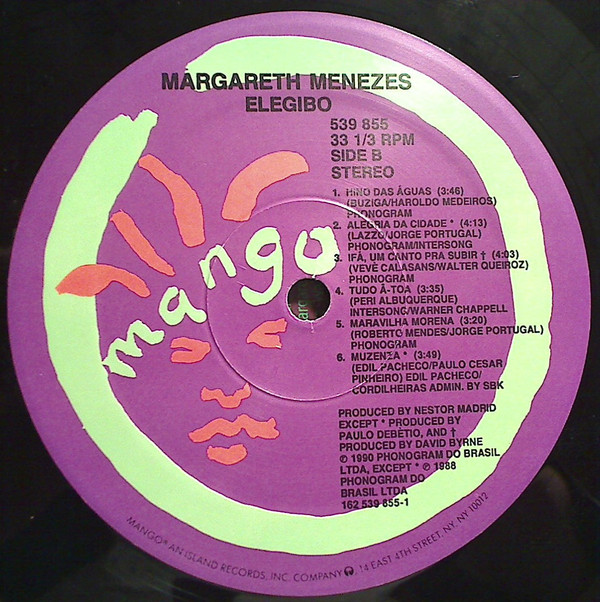 MARGARETH MENEZES
ELEGIBO
539 855
33 1/3 RPM
SIDE B
STEREO
1. HINO DAS ÁGUAS (3:46)
(BUZIGA/HAROLDO MEDEIROS)
PHONOGRAM
2. ALEGRIA DA CIDADE * (4:13)
(LAZZO/JORGE PORTUGAL)
PHONOGRAM/INTERSONG
3. IFÁ, UM CANTO PRA SUBIR † (4:03)
(VEVÊ CALASANS/WALTER QUEIROZ)
PHONOGRAM
4. TUDO Á-TOA (3:35)
(PERI ALBUQUERQUE)
INTERSONG/WARNER CHAPPELL
5. MARAVILHA MORENA (3:20)
(ROBERTO MENDES/JORGE PORTUGAL)
PHONOGRAM
6. MUZENZA * (3:49)
(EDIL PACHECO/PAULO CESAR
PINHEIRO) EDIL PACHECO/
CORDILHEIRAS ADMIN. BY SBK
PRODUCED BY NESTOR MADRID
EXCEPT * PRODUCED BY
PAULO DEBÉTIO, AND †
PRODUCED BY DAVID BYRNE
℗ 1990 PHONOGRAM DO BRASIL
LTDA, EXCEPT * ℗ 1988
PHONOGRAM DO
BRASIL LTDA
162 539 855-1
mango
MANGO® AN ISLAND RECORDS, INC. COMPANY, 14 EAST 4TH STREET, NY, NY 10012